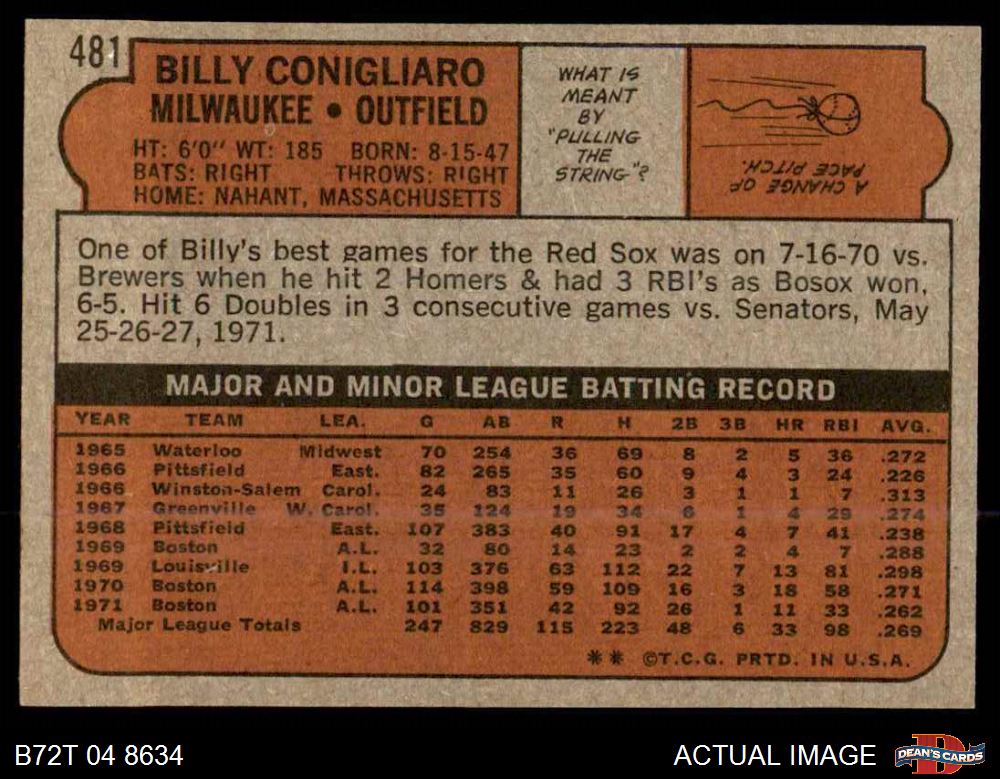 481
BILLY CONIGLIARO
MILWAUKEE • OUTFIELD
HT: 6'0" WT: 185 BORN: 8-15-47
BATS: RIGHT THROWS: RIGHT
HOME: NAHANT, MASSACHUSETTS
WHAT IS
MEANT
BY
"PULLING
THE
STRING"?
A CHANGE OF
PACE PITCH.
One of Billy's best games for the Red Sox was on 7-16-70 vs.
Brewers when he hit 2 Homers & had 3 RBI's as Bosox won,
6-5. Hit 6 Doubles in 3 consecutive games vs. Senators, May
25-26-27, 1971.
MAJOR AND MINOR LEAGUE BATTING RECORD
YEAR TEAM LEA. G AB R H 2B 3B HR RBI AVG.
1965 Waterloo Midwest 70 254 36 69 8 2 5 36 .272
1966 Pittsfield East. 82 265 35 60 9 4 3 24 .226
1966 Winston-Salem Carol. 24 83 11 26 3 1 1 7 .313
1967 Greenville W. Carol. 35 124 19 34 6 1 4 29 .274
1968 Pittsfield East. 107 383 40 91 17 4 7 41 .238
1969 Boston A.L. 32 80 14 23 2 2 4 7 .288
1969 Louisville I.L. 103 376 63 112 22 7 13 81 .298
1970 Boston A.L. 114 398 59 109 16 3 18 58 .271
1971 Boston A.L. 101 351 42 92 26 1 11 33 .262
Major League Totals 247 829 115 223 48 6 33 98 .269
** ©T.C.G. PRTD. IN U.S.A.
B72T 04 8634
ACTUAL IMAGE
DEAN'S CARDS